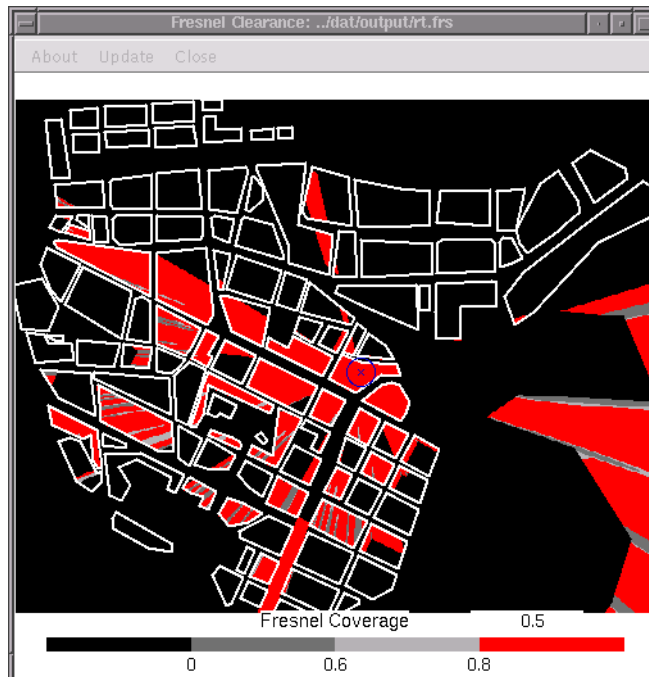 Fresnel Clearance: ../dat/output/rt.frs
About Update Close
Fresnel Coverage 0.5
0 0.6 0.8